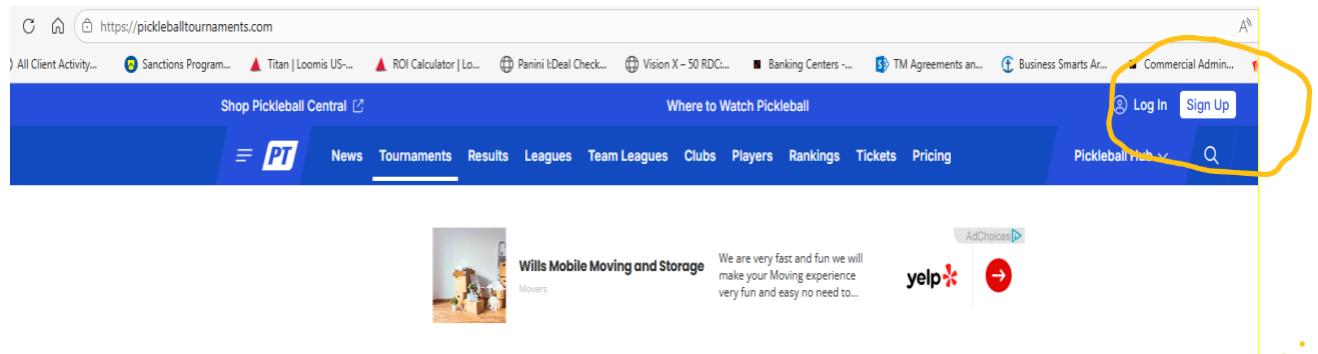 https://pickleballtournaments.com A
All Client Activity... Sanctions Program... Titan | Loomis US-... ROI Calculator | Lo... Panini I:Deal Check... Vision X – 50 RDC:... Banking Centers -... TM Agreements an... Business Smarts Ar... Commercial Admin...
Shop Pickleball Central Where to Watch Pickleball Log In Sign Up
PT News Tournaments Results Leagues Team Leagues Clubs Players Rankings Tickets Pricing Pickleball Hub
AdChoices
Wills Mobile Moving and Storage
Movers
We are very fast and fun we will
make your Moving experience
very fun and easy no need to...
yelp